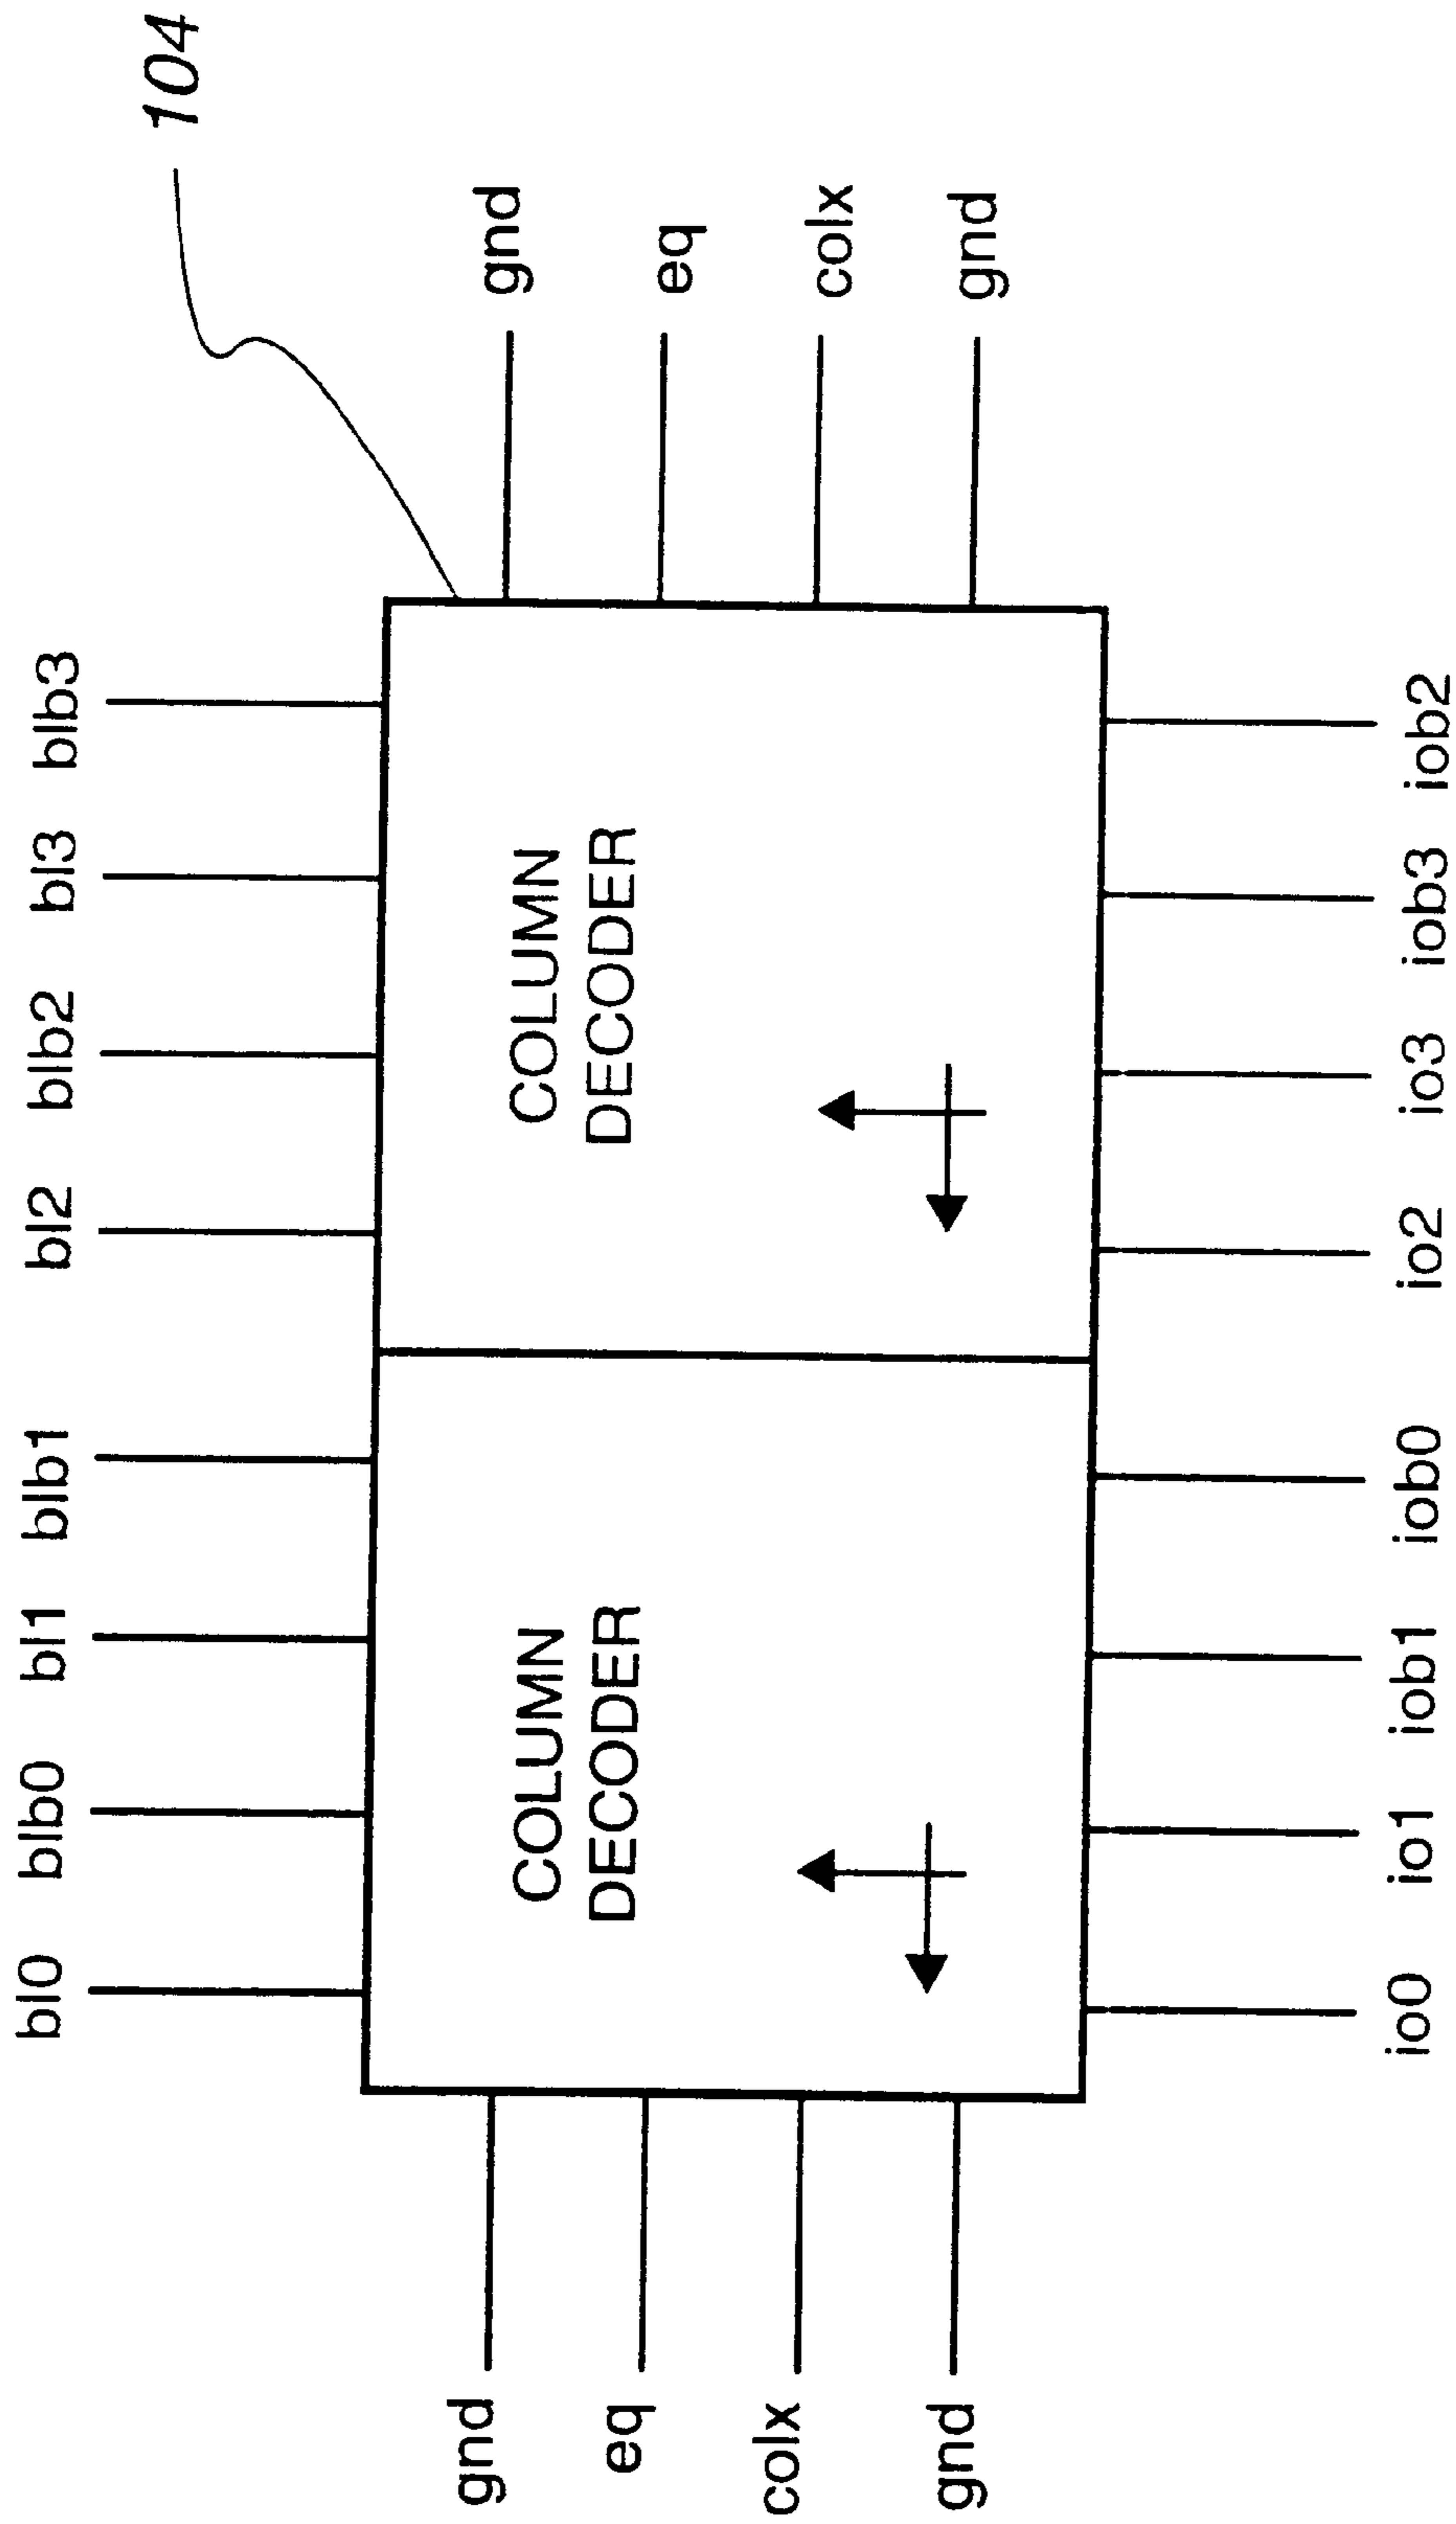 104
bl0 blb0 bl1 blb1 bl2 blb2 bl3 blb3
gnd
eq
colx
gnd
COLUMN
DECODER
COLUMN
DECODER
gnd
eq
colx
gnd
io0 io1 iob1 iob0 io2 io3 iob3 iob2